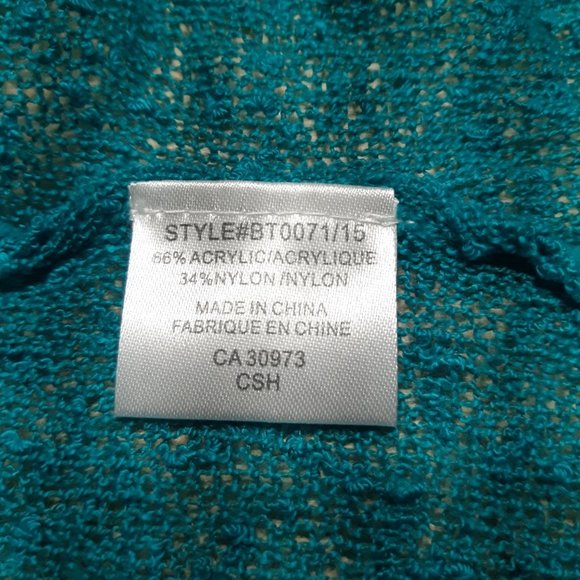 STYLE#BT0071/15
66% ACRYLIC/ACRYLIQUE
34%NYLON/NYLON
MADE IN CHINA
FABRIQUE EN CHINE
CA 30973
CSH